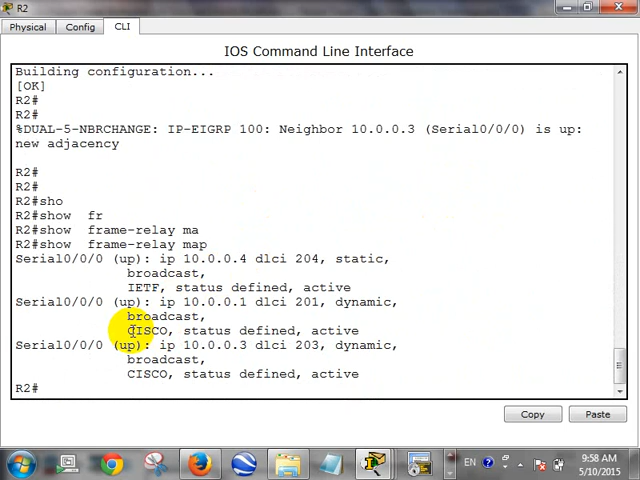 R2
Physical
Config
CLI
IOS Command Line Interface
Building configuration...
[OK]
R2#
R2#
%DUAL-5-NBRCHANGE: IP-EIGRP 100: Neighbor 10.0.0.3 (Serial0/0/0) is up:
new adjacency
R2#
R2#
R2#sho
R2#show  fr
R2#show  frame-relay ma
R2#show  frame-relay map
Serial0/0/0 (up): ip 10.0.0.4 dlci 204, static,
broadcast,
IETF, status defined, active
Serial0/0/0 (up): ip 10.0.0.1 dlci 201, dynamic,
broadcast,
CISCO, status defined, active
Serial0/0/0 (up): ip 10.0.0.3 dlci 203, dynamic,
broadcast,
CISCO, status defined, active
R2#
Copy
Paste
EN
9:58 AM
5/10/2015